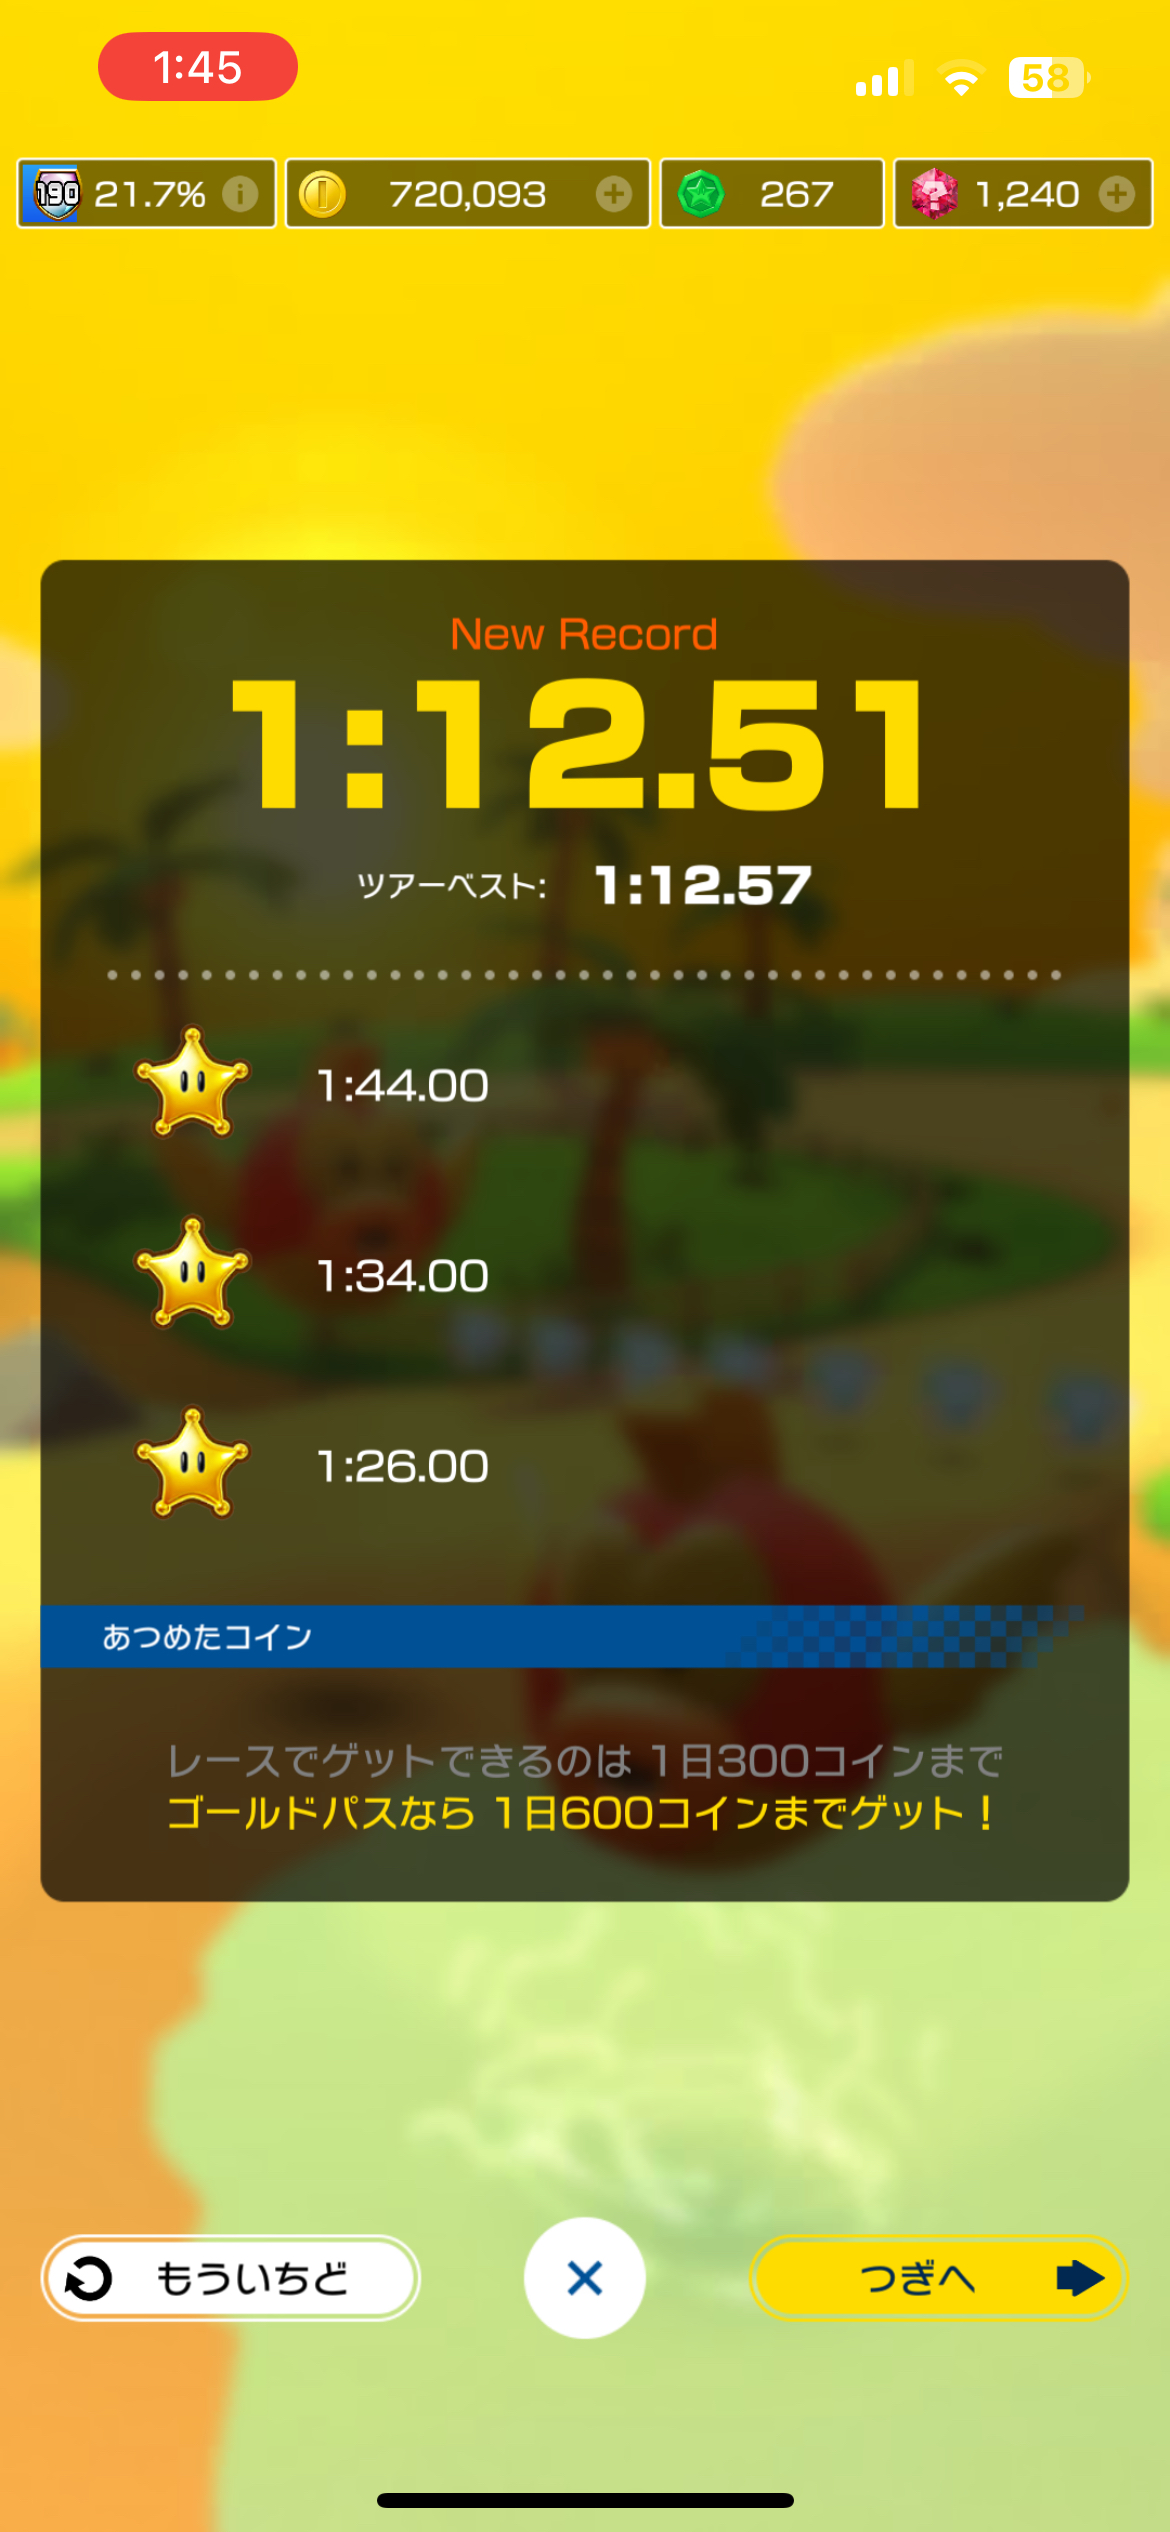 1:45
58
190 21.7% i 720,093 + 267 1,240 +
New Record
1:12.51
ツアーベスト: 1:12.57
1:44.00
1:34.00
1:26.00
あつめたコイン
レースでゲットできるのは 1日300コインまで
ゴールドパスなら 1日600コインまでゲット！
もういちど × つぎへ